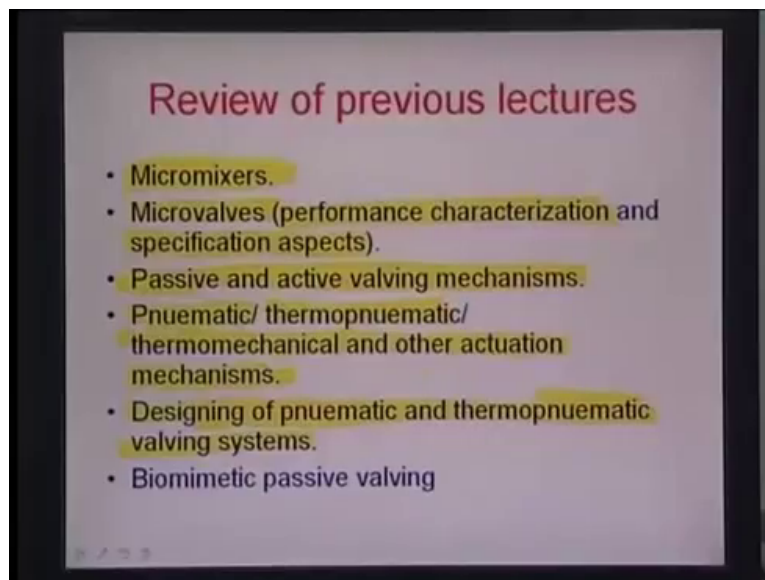 Review of previous lectures
• Micromixers.
• Microvalves (performance characterization and
specification aspects).
• Passive and active valving mechanisms.
• Pnuematic/ thermopnuematic/
thermomechanical and other actuation
mechanisms.
• Designing of pnuematic and thermopnuematic
valving systems.
• Biomimetic passive valving